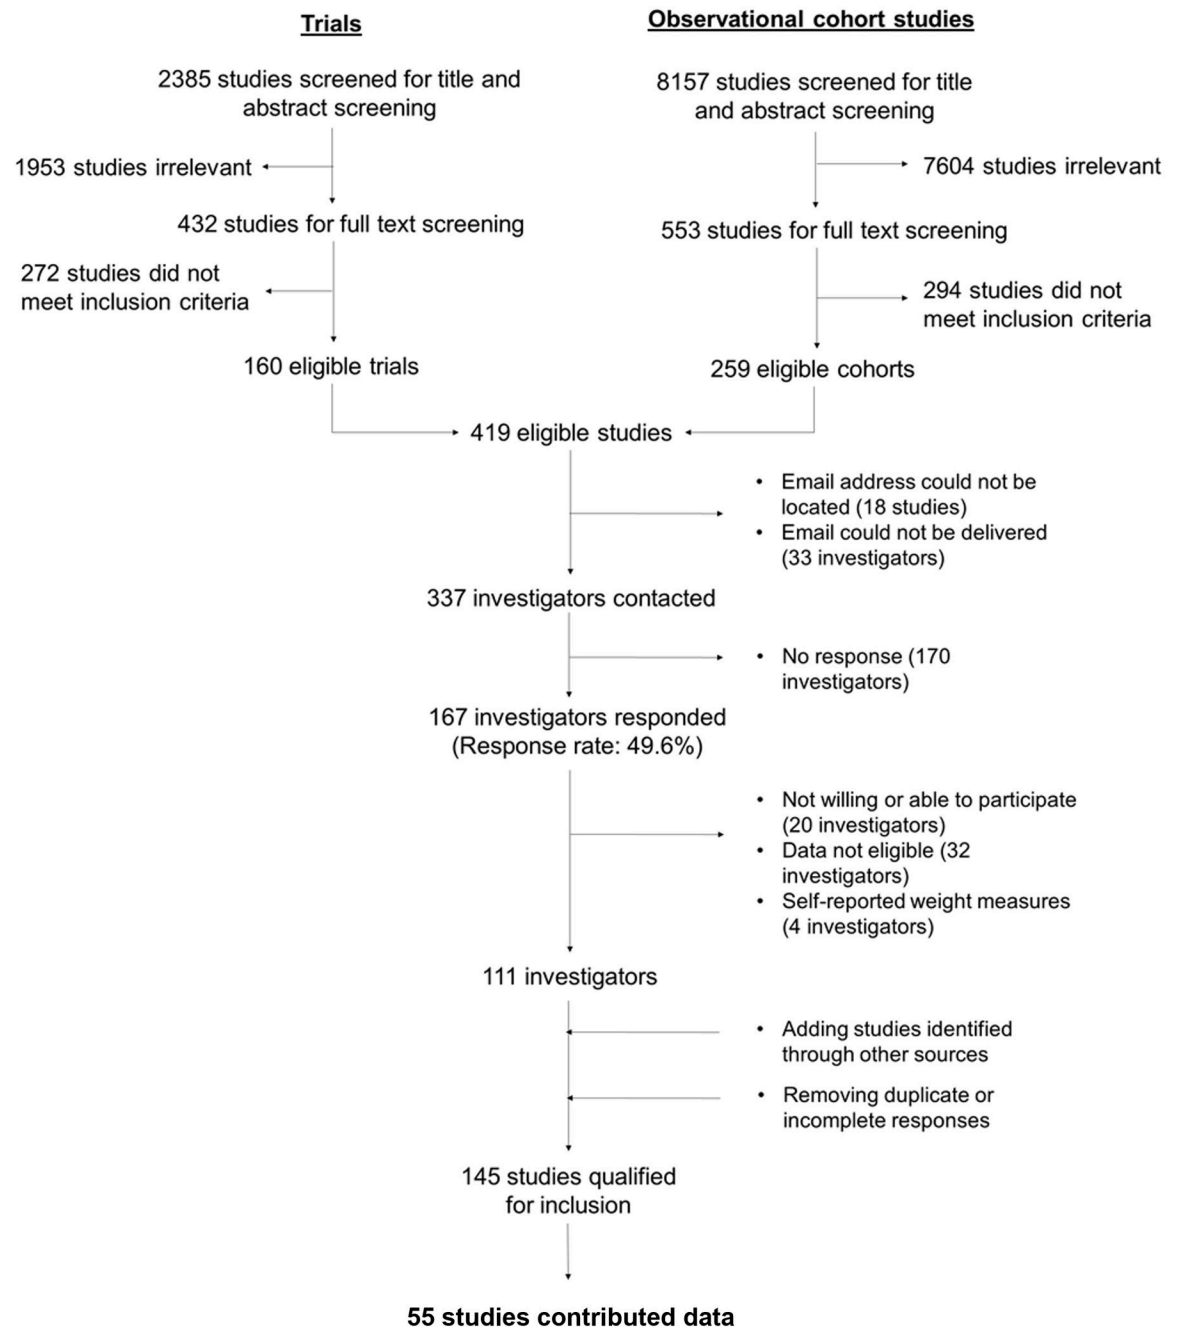 Trials
Observational cohort studies
2385 studies screened for title and
abstract screening
8157 studies screened for title
and abstract screening
1953 studies irrelevant
7604 studies irrelevant
432 studies for full text screening
553 studies for full text screening
272 studies did not
meet inclusion criteria
294 studies did not
meet inclusion criteria
160 eligible trials
259 eligible cohorts
419 eligible studies
• Email address could not be
located (18 studies)
• Email could not be delivered
(33 investigators)
337 investigators contacted
• No response (170
investigators)
167 investigators responded
(Response rate: 49.6%)
• Not willing or able to participate
(20 investigators)
• Data not eligible (32
investigators)
• Self-reported weight measures
(4 investigators)
111 investigators
• Adding studies identified
through other sources
• Removing duplicate or
incomplete responses
145 studies qualified
for inclusion
55 studies contributed data